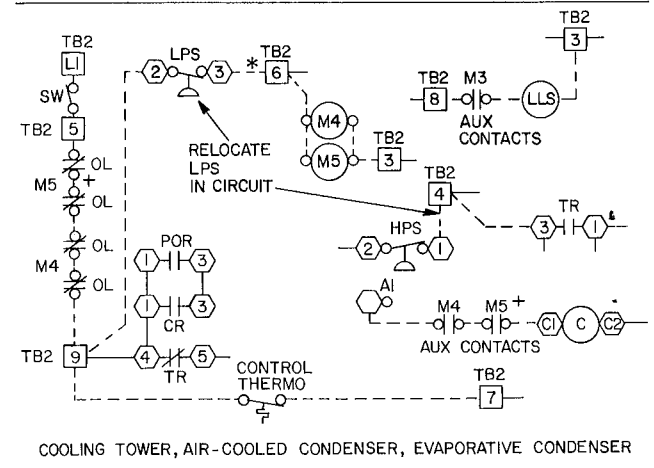 TB2
L1
SW
TB2 5
OL
M5 +
OL
OL
M4
OL
TB2 9
LPS
2 3 *
TB2
6
RELOCATE
LPS
IN CIRCUIT
M4
M5
TB2
3
TB2
3
TB2 M3
8 LLS
AUX
CONTACTS
TB2
4
HPS
2 1
TR
3 1
A1
M4 M5 +
C1 C C2
AUX CONTACTS
POR
1 3
1 3
CR
4 5
TR
CONTROL
THERMO
TB2
7
COOLING TOWER, AIR-COOLED CONDENSER, EVAPORATIVE CONDENSER